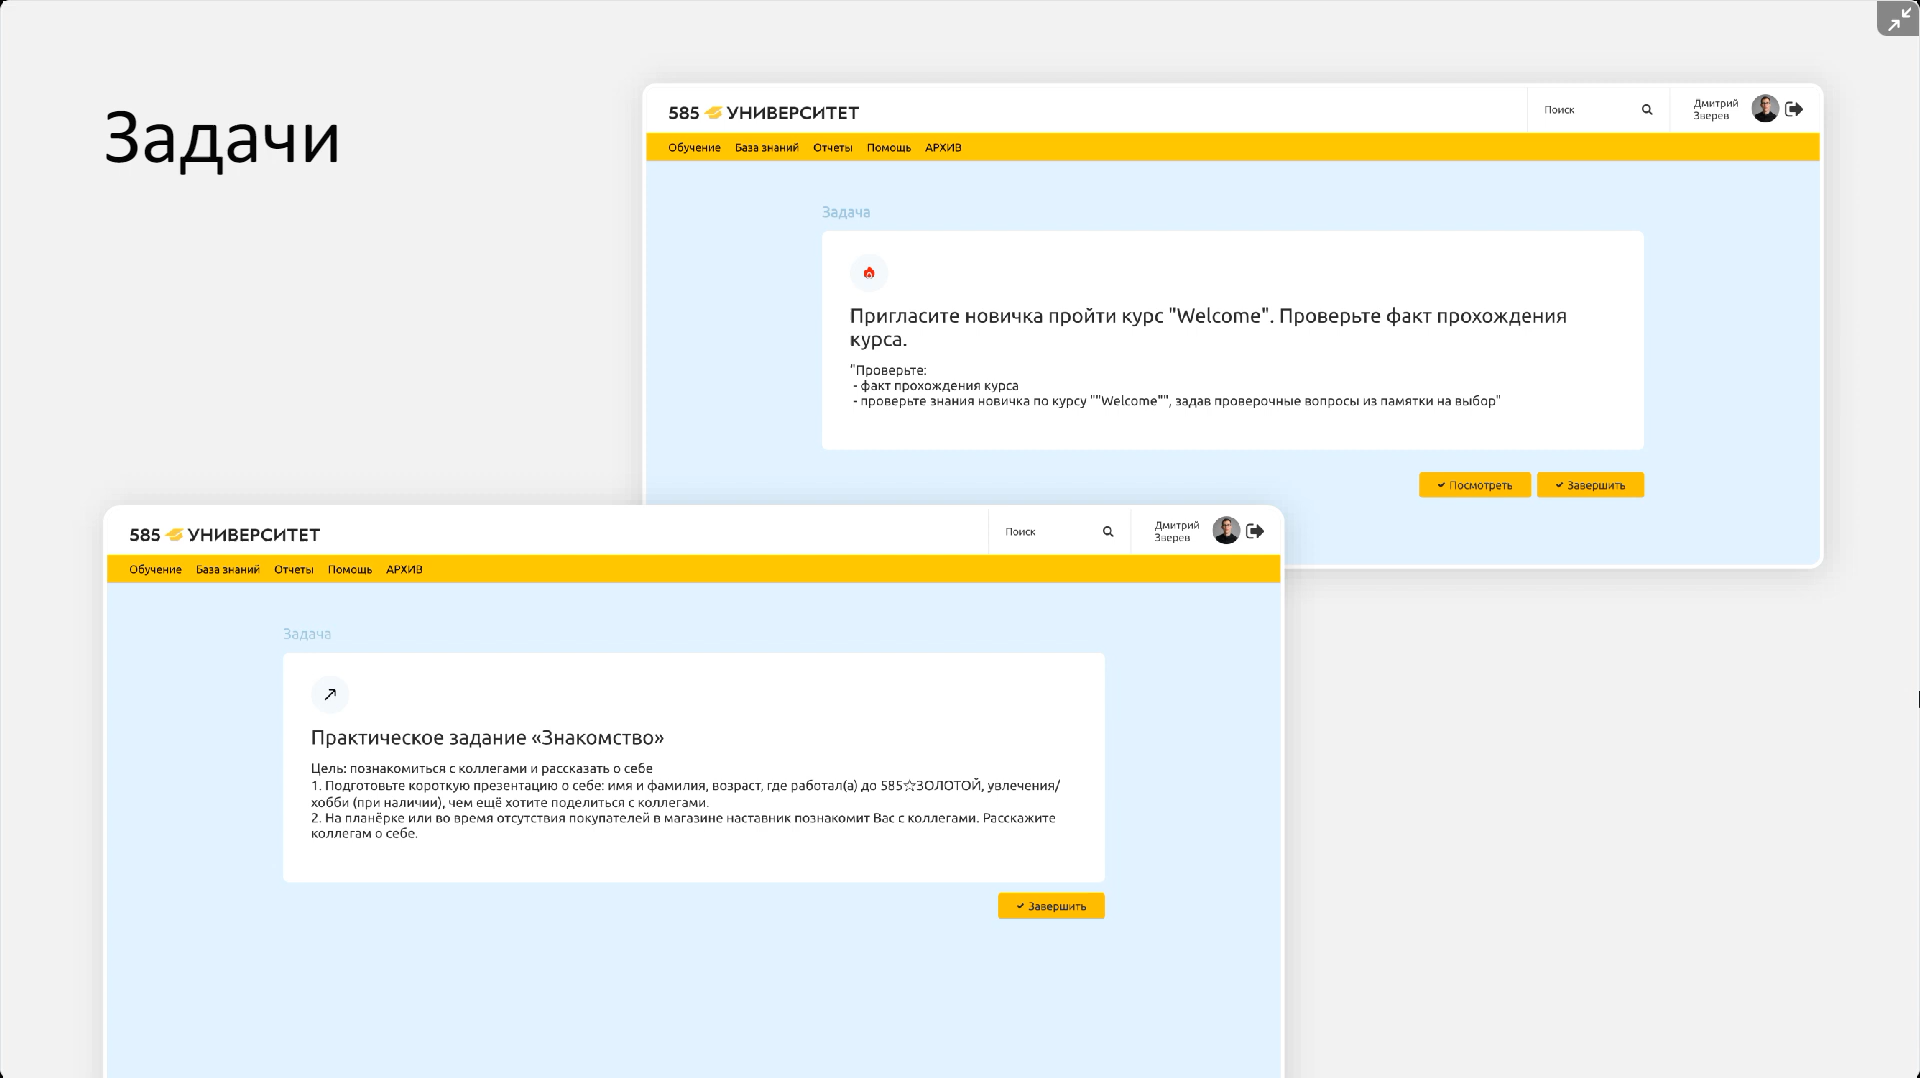 Задачи
585 УНИВЕРСИТЕТ
Поиск
Дмитрий
Зверев
Обучение База знаний Отчеты Помощь АРХИВ
Задача
Пригласите новичка пройти курс "Welcome". Проверьте факт прохождения
курса.
"Проверьте:
- факт прохождения курса
- проверьте знания новичка по курсу ""Welcome"", задав проверочные вопросы из памятки на выбор"
Посмотреть
Завершить
585 УНИВЕРСИТЕТ
Поиск
Дмитрий
Зверев
Обучение База знаний Отчеты Помощь АРХИВ
Задача
Практическое задание «Знакомство»
Цель: познакомиться с коллегами и рассказать о себе
1. Подготовьте короткую презентацию о себе: имя и фамилия, возраст, где работал(а) до 585☆ЗОЛОТОЙ, увлечения/
хобби (при наличии), чем ещё хотите поделиться с коллегами.
2. На планёрке или во время отсутствия покупателей в магазине наставник познакомит Вас с коллегами. Расскажите
коллегам о себе.
Завершить